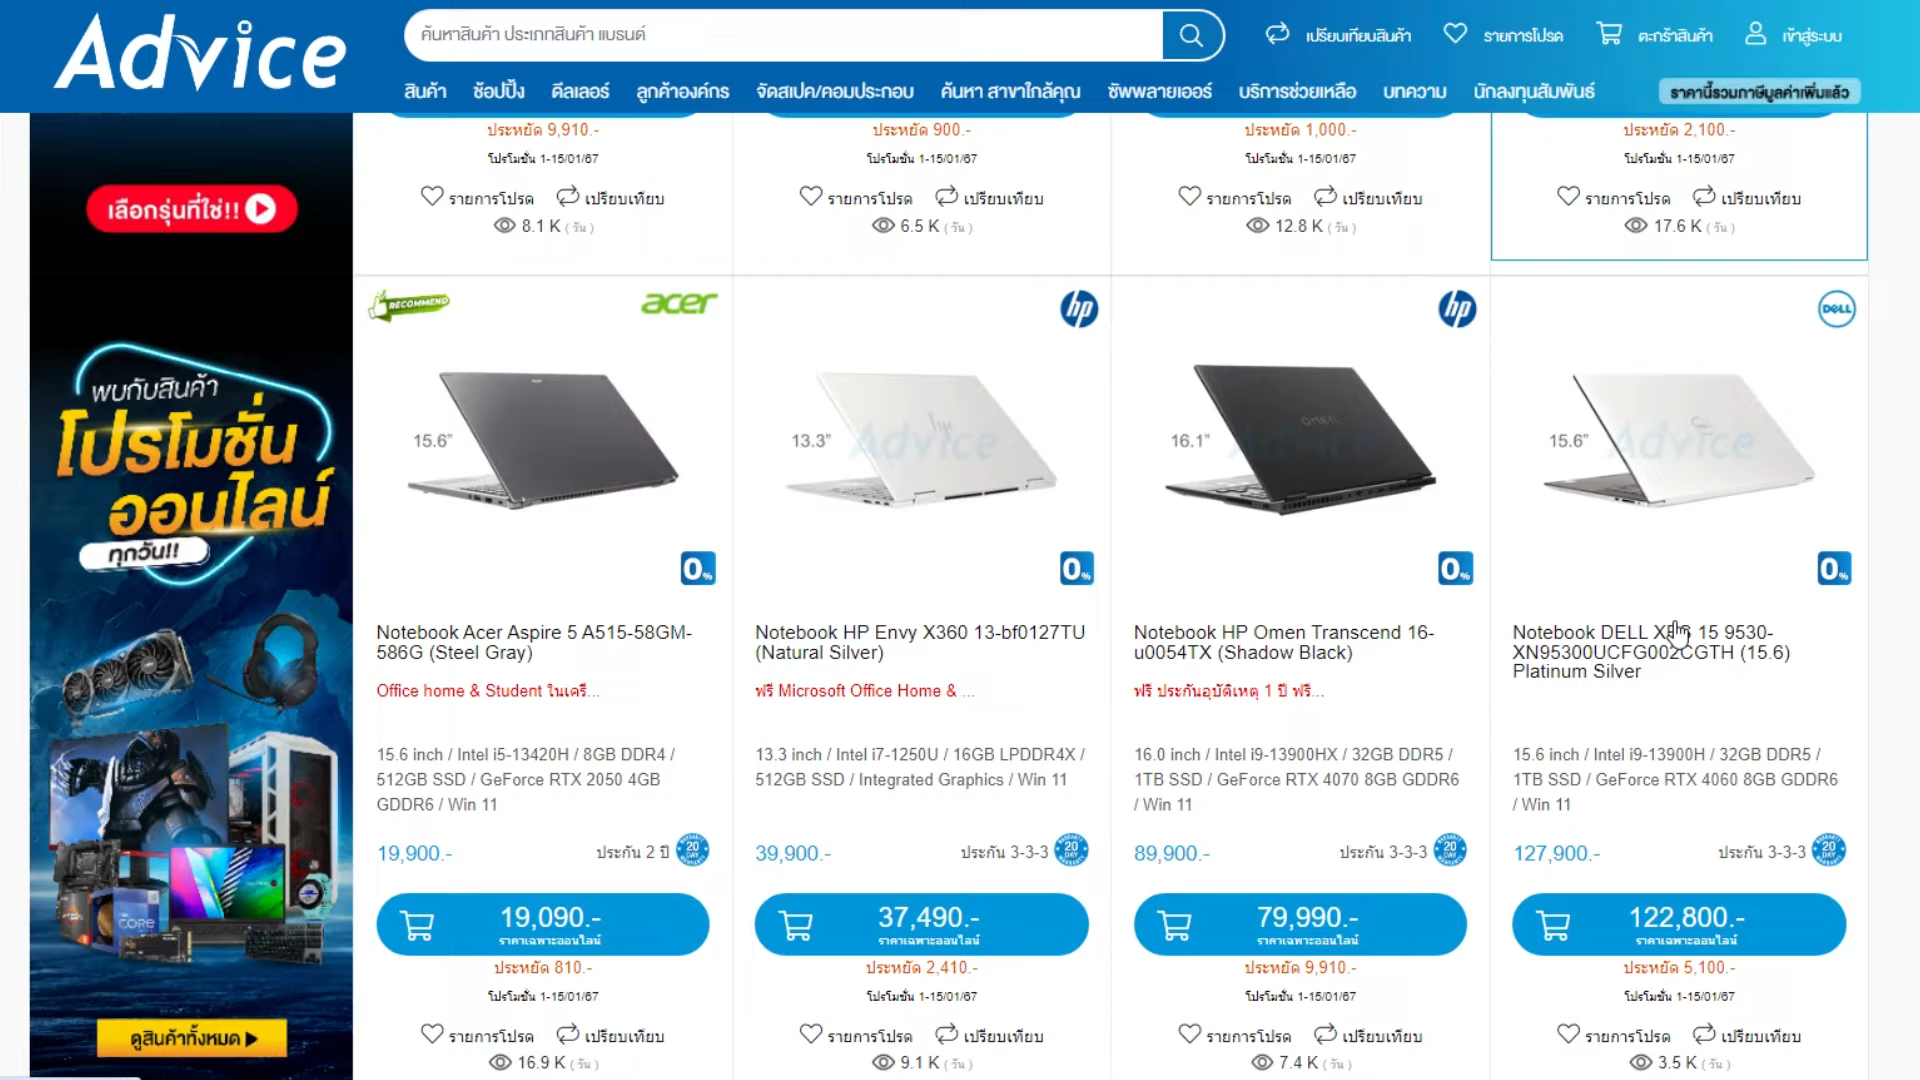 Advice
ค้นหาสินค้า ประเภทสินค้า แบรนด์
เปรียบเทียบสินค้า
รายการโปรด
ตะกร้าสินค้า
เข้าสู่ระบบ
สินค้า ช้อปปิ้ง ดีลเลอร์ ลูกค้าองค์กร จัดสเปค/คอมประกอบ ค้นหา สาขาใกล้คุณ ซัพพลายเออร์ บริการช่วยเหลือ บทความ นักลงทุนสัมพันธ์
ราคานี้รวมภาษีมูลค่าเพิ่มแล้ว
เลือกรุ่นที่ใช่!!
พบกับสินค้า
โปรโมชั่น
ออนไลน์
ทุกวัน!!
CORE
ดูสินค้าทั้งหมด
ประหยัด 9,910.-
โปรโมชั่น 1-15/01/67
รายการโปรด เปรียบเทียบ
8.1 K ( วัน )
ประหยัด 900.-
โปรโมชั่น 1-15/01/67
รายการโปรด เปรียบเทียบ
6.5 K ( วัน )
ประหยัด 1,000.-
โปรโมชั่น 1-15/01/67
รายการโปรด เปรียบเทียบ
12.8 K ( วัน )
ประหยัด 2,100.-
โปรโมชั่น 1-15/01/67
รายการโปรด เปรียบเทียบ
17.6 K ( วัน )
RECOMMEND
acer
15.6”
0%
Notebook Acer Aspire 5 A515-58GM-
586G (Steel Gray)
Office home & Student ในเครื...
15.6 inch / Intel i5-13420H / 8GB DDR4 /
512GB SSD / GeForce RTX 2050 4GB
GDDR6 / Win 11
19,900.-
ประกัน 2 ปี
20 DAY
19,090.-
ราคาเฉพาะออนไลน์
ประหยัด 810.-
โปรโมชั่น 1-15/01/67
รายการโปรด เปรียบเทียบ
16.9 K ( วัน )
hp
13.3”
Advice
0%
Notebook HP Envy X360 13-bf0127TU
(Natural Silver)
ฟรี Microsoft Office Home & ...
13.3 inch / Intel i7-1250U / 16GB LPDDR4X /
512GB SSD / Integrated Graphics / Win 11
39,900.-
ประกัน 3-3-3
20 DAY
37,490.-
ราคาเฉพาะออนไลน์
ประหยัด 2,410.-
โปรโมชั่น 1-15/01/67
รายการโปรด เปรียบเทียบ
9.1 K ( วัน )
hp
16.1”
OMEN
0%
Notebook HP Omen Transcend 16-
u0054TX (Shadow Black)
ฟรี ประกันอุบัติเหตุ 1 ปี ฟรี...
16.0 inch / Intel i9-13900HX / 32GB DDR5 /
1TB SSD / GeForce RTX 4070 8GB GDDR6
/ Win 11
89,900.-
ประกัน 3-3-3
20 DAY
79,990.-
ราคาเฉพาะออนไลน์
ประหยัด 9,910.-
โปรโมชั่น 1-15/01/67
รายการโปรด เปรียบเทียบ
7.4 K ( วัน )
DELL
15.6”
Advice
0%
Notebook DELL 15 9530-
XN95300UCFG002CGTH (15.6)
Platinum Silver
15.6 inch / Intel i9-13900H / 32GB DDR5 /
1TB SSD / GeForce RTX 4060 8GB GDDR6
/ Win 11
127,900.-
ประกัน 3-3-3
20 DAY
122,800.-
ราคาเฉพาะออนไลน์
ประหยัด 5,100.-
โปรโมชั่น 1-15/01/67
รายการโปรด เปรียบเทียบ
3.5 K ( วัน )